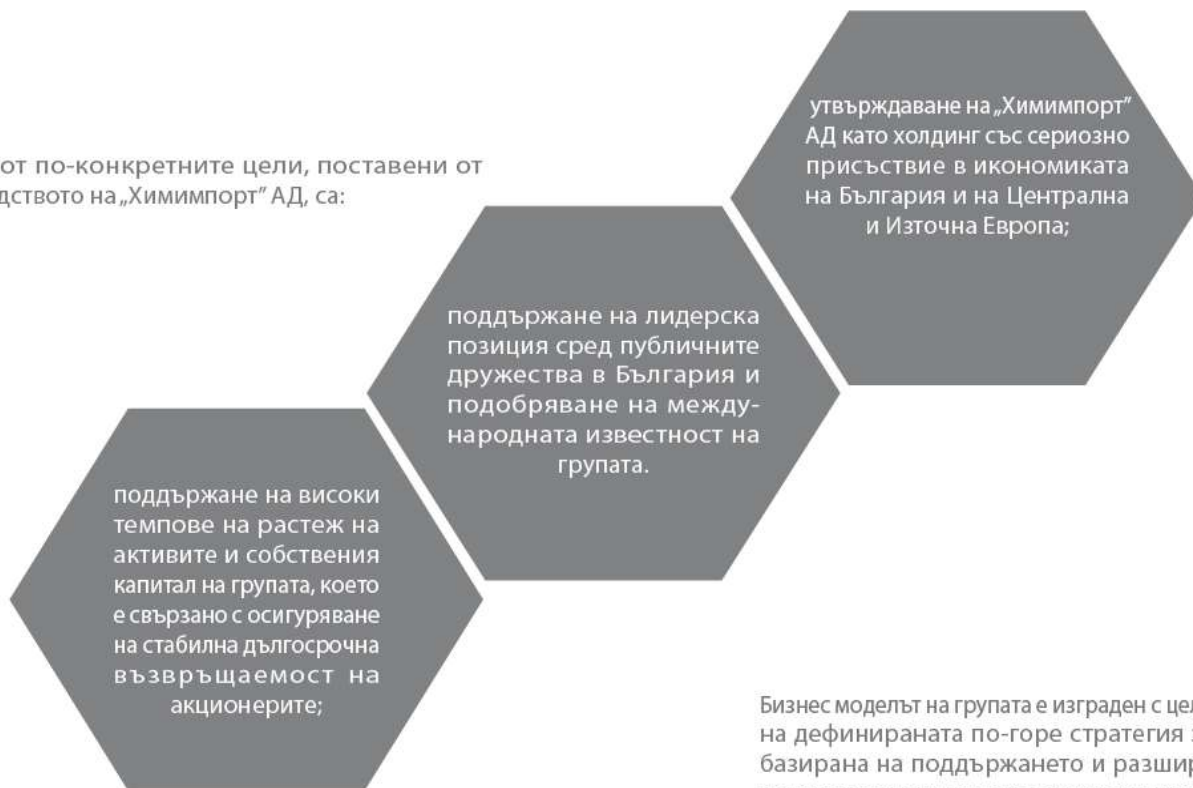 от по-конкретните цели, поставени от
на „Химимпорт” АД, са:
утвърждаване на „Химимпорт”
АД като холдинг със сериозно
присъствие в икономиката
на България и на Централна
и Източна Европа;
поддържане на лидерска
позиция сред публичните
дружества в България и
подобряване на между-
народната известност на
групата.
поддържане на високи
темпове на растеж на
активите и собствения
капитал на групата, което
е свързано с осигуряване
на стабилна дългосрочна
възвръщаемост на
акционерите;
Бизнес моделът на групата е изграден с
на дефинираната по-горе стратегия
базирана на поддържането и